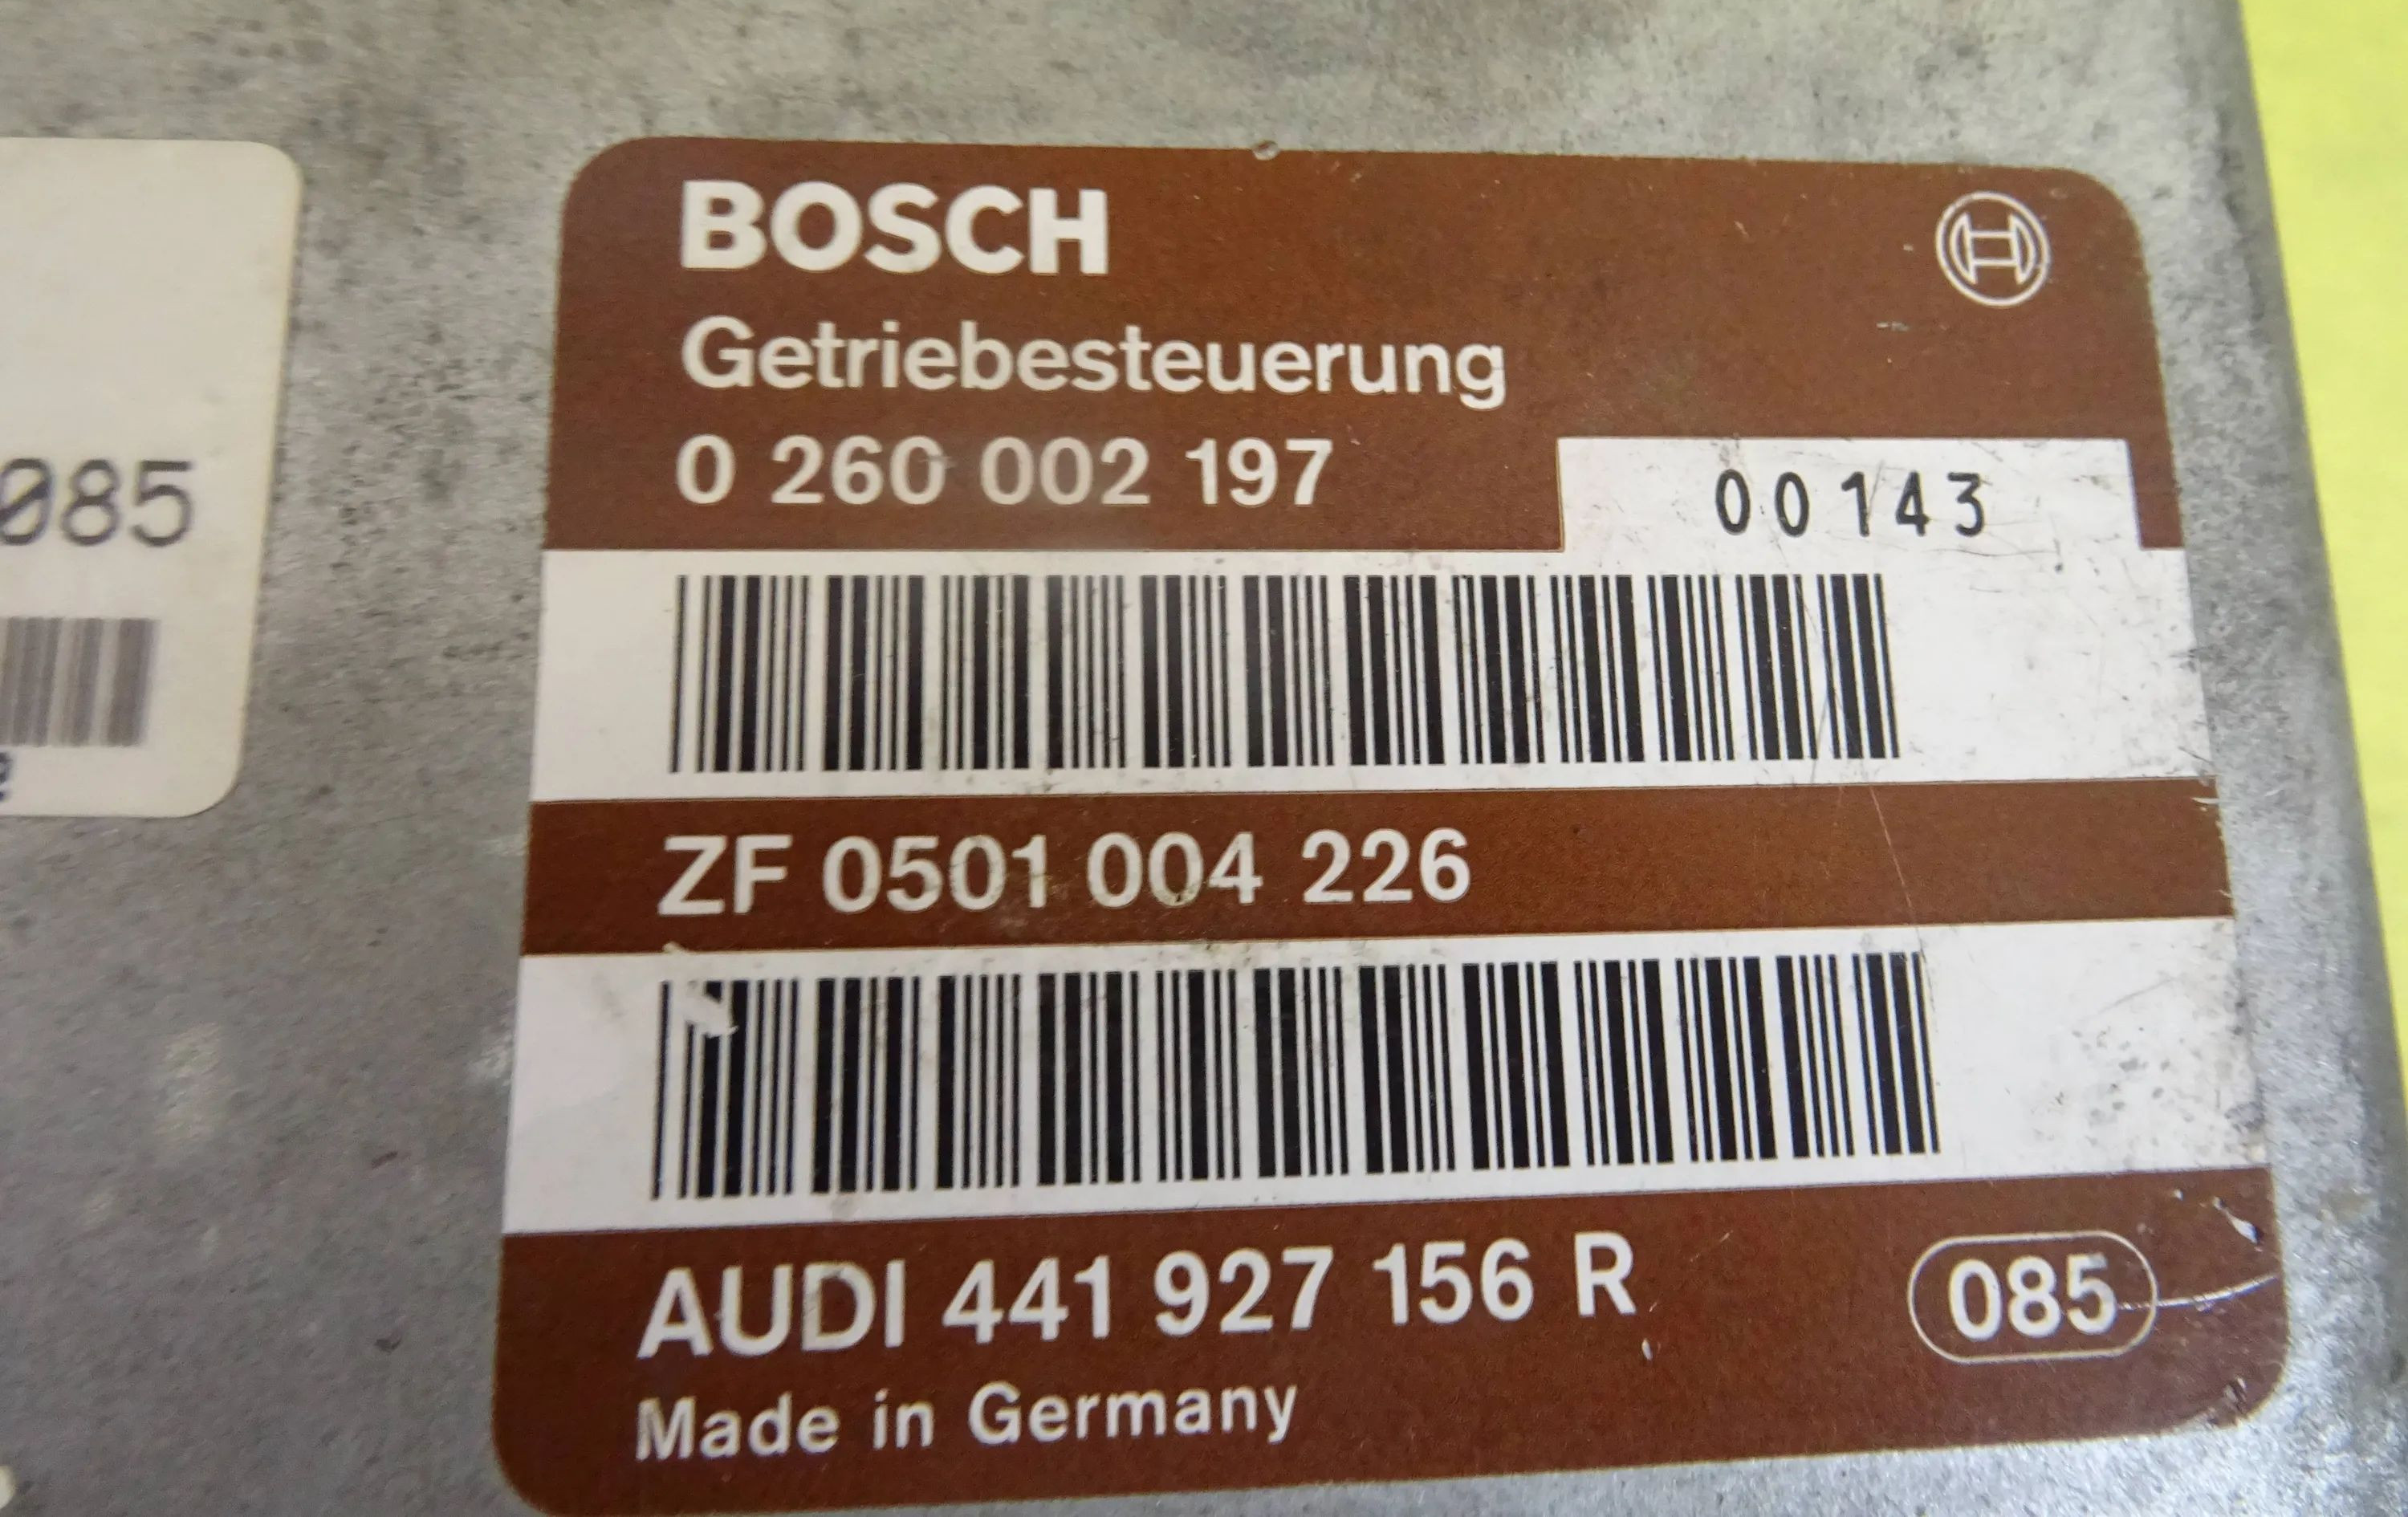 085
BOSCH
Getriebesteuerung
0 260 002 197
00143
ZF 0501 004 226
AUDI 441 927 156 R
085
Made in Germany